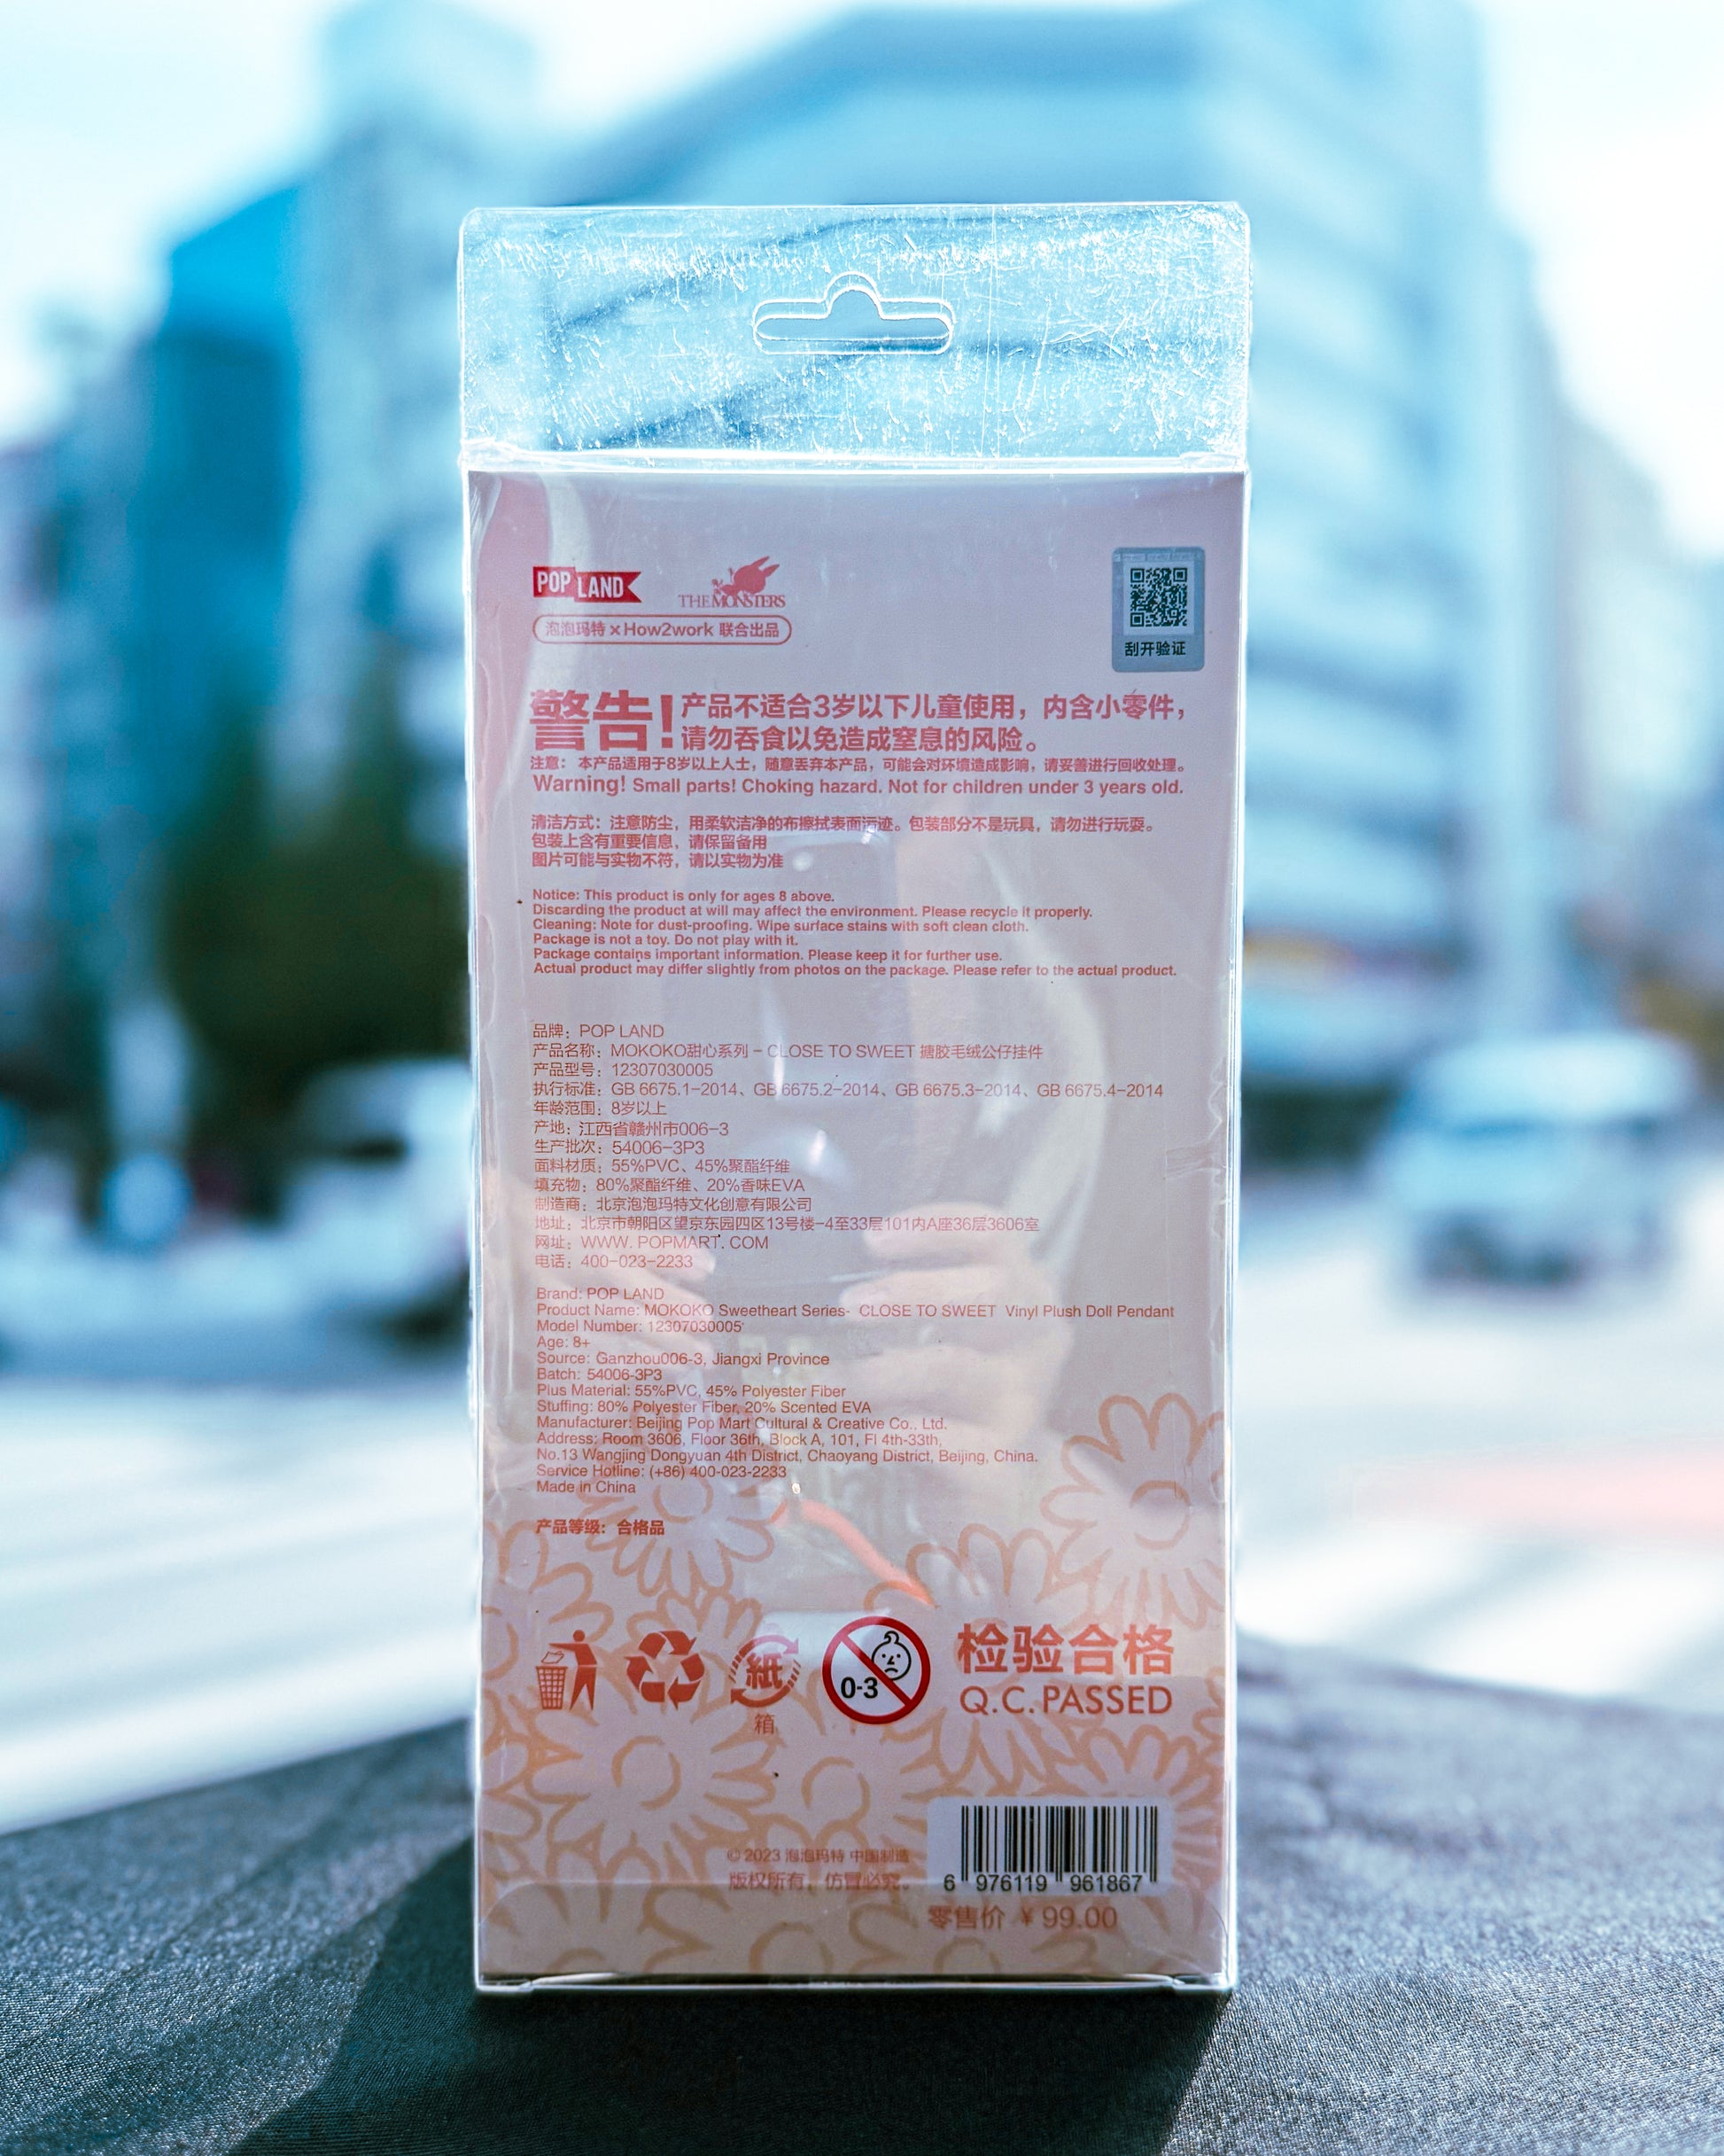 POP LAND
THE MONSTERS
泡泡玛特 x How2work 联合出品
刮开验证
警告!
产品不适合3岁以下儿童使用，内含小零件，
请勿吞食以免造成窒息的风险。
注意：本产品适用于8岁以上人士，随意丢弃本产品，可能会对环境造成影响，请妥善进行回收处理。
Warning! Small parts! Choking hazard. Not for children under 3 years old.
清洁方式：注意防尘，用柔软洁净的布擦拭表面污迹。包装部分不是玩具，请勿进行玩耍。
包装上含有重要信息，请保留备用
图片可能与实物不符，请以实物为准
Notice: This product is only for ages 8 above.
Discarding the product at will may affect the environment. Please recycle it properly.
Cleaning: Note for dust-proofing. Wipe surface stains with soft clean cloth.
Package is not a toy. Do not play with it.
Package contains important information. Please keep it for further use.
Actual product may differ slightly from photos on the package. Please refer to the actual product.
品牌：POP LAND
产品名称：MOKOKO甜心系列 - CLOSE TO SWEET 搪胶毛绒公仔挂件
产品型号：12307030005
执行标准：GB 6675.1-2014、GB 6675.2-2014、GB 6675.3-2014、GB 6675.4-2014
年龄范围：8岁以上
产地：江西省赣州市006-3
生产批次：54006-3P3
面料材质：55%PVC、45%聚酯纤维
填充物：80%聚酯纤维、20%香味EVA
制造商：北京泡泡玛特文化创意有限公司
地址：北京市朝阳区望京东园四区13号楼-4至33层101内A座36层3606室
网址：WWW. POPMART. COM
电话：400-023-2233
Brand: POP LAND
Product Name: MOKOKO Sweetheart Series- CLOSE TO SWEET Vinyl Plush Doll Pendant
Model Number: 12307030005
Age: 8+
Source: Ganzhou006-3, Jiangxi Province
Batch: 54006-3P3
Plus Material: 55%PVC, 45% Polyester Fiber
Stuffing: 80% Polyester Fiber, 20% Scented EVA
Manufacturer: Beijing Pop Mart Cultural & Creative Co., Ltd.
Address: Room 3606, Floor 36th, Block A, 101, Fl 4th-33th,
No.13 Wangjing Dongyuan 4th District, Chaoyang District, Beijing, China.
Service Hotline: (+86) 400-023-2233
Made in China
产品等级：合格品
紙
箱
0-3
检验合格
Q.C.PASSED
© 2023 泡泡玛特 中国制造
版权所有，仿冒必究。
6 976119 961867
零售价 ¥ 99.00